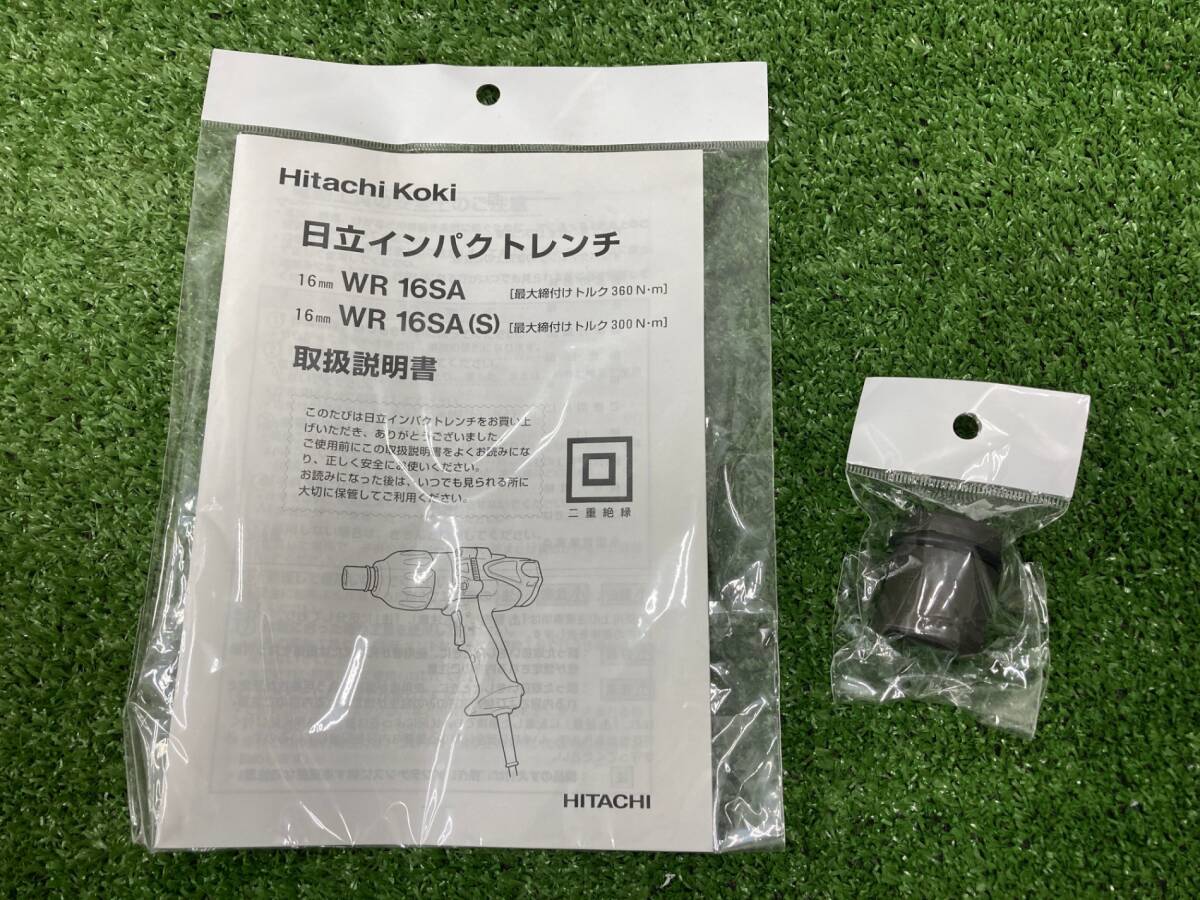 Hitachi Koki
日立インパクトレンチ
16mm WR 16SA [最大締付けトルク 360 N・m]
16mm WR 16SA(S) [最大締付けトルク 300 N・m]
取扱説明書
このたびは日立インパクトレンチをお買い上
げいただき、ありがとうございました。
ご使用前にこの取扱説明書をよくお読みにな
り、正しく安全にお使いください。
お読みになった後は、いつでも見られる所に
大切に保管してご利用ください。
二重絶縁
HITACHI